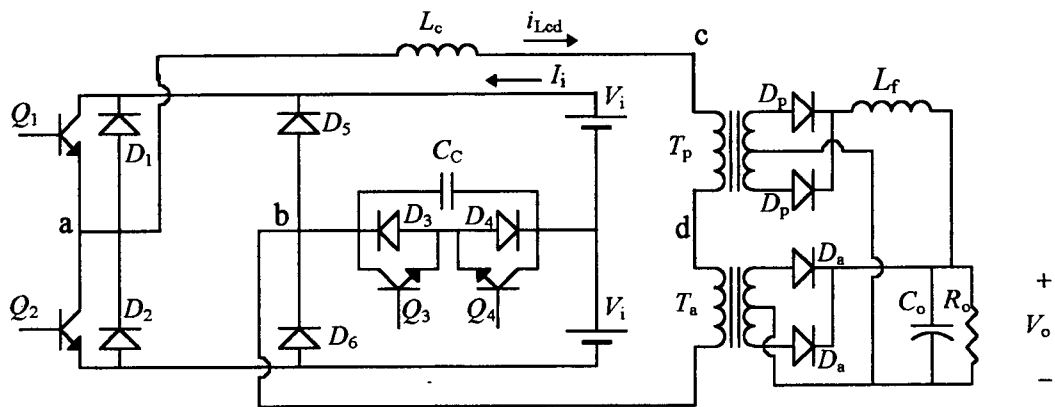 L_c
i_Lcd
c
I_i
V_i
D_p
L_f
Q_1
D_1
D_5
C_C
T_p
D_p
a
b
D_3
D_4
d
D_a
Q_2
D_2
D_6
Q_3
Q_4
V_i
T_a
C_o
R_o
+
V_o
D_a
−